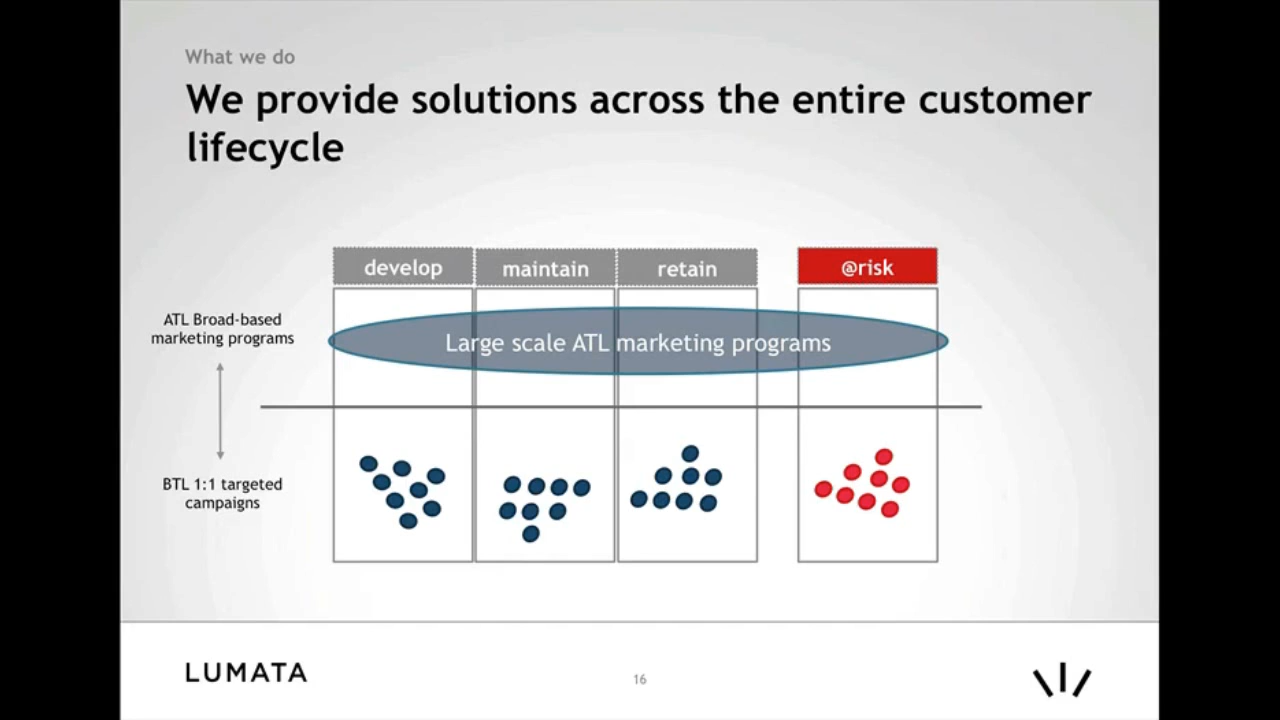 What we do
We provide solutions across the entire customer
lifecycle
develop
maintain
retain
@risk
ATL Broad-based
marketing programs
Large scale ATL marketing programs
BTL 1:1 targeted
campaigns
LUMATA
16